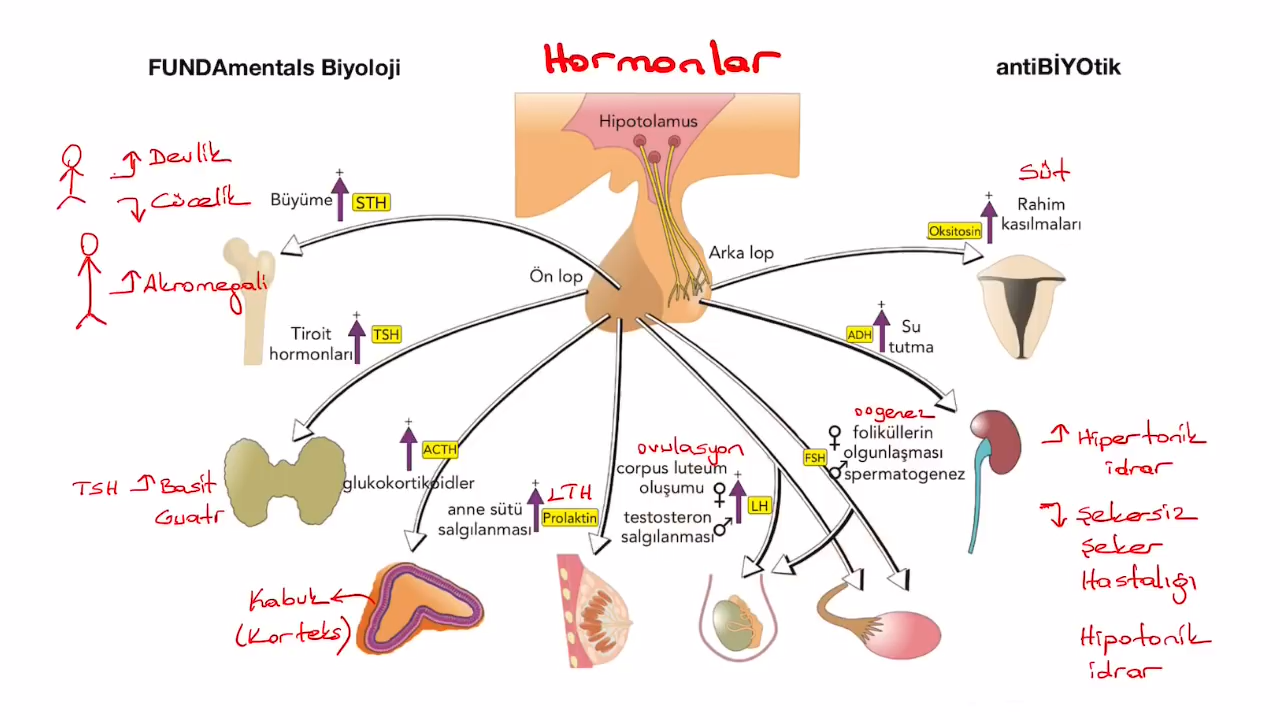 FUNDAmentals Biyoloji
Hormonlar
antiBİYOtik
Hipotolamus
Devlik
Cücelik
Büyüme
+
STH
Akromegali
Ön lop
Arka lop
Süt
+
Oksitosin
Rahim
kasılmaları
Tiroit
hormonları
+
TSH
ADH
+
Su
tutma
TSH
Basit
Guatr
+
ACTH
glukokortikoidler
LTH
anne sütü
salgılanması
+
Prolaktin
ovulasyon
corpus luteum
oluşumu ♀
testosteron
salgılanması ♂
+
LH
oogenez
♀ foliküllerin
olgunlaşması
FSH
♂ spermatogenez
Hipertonik
idrar
Şekersiz
Şeker
Hastalığı
Hipotonik
idrar
Kabuk
(Korteks)